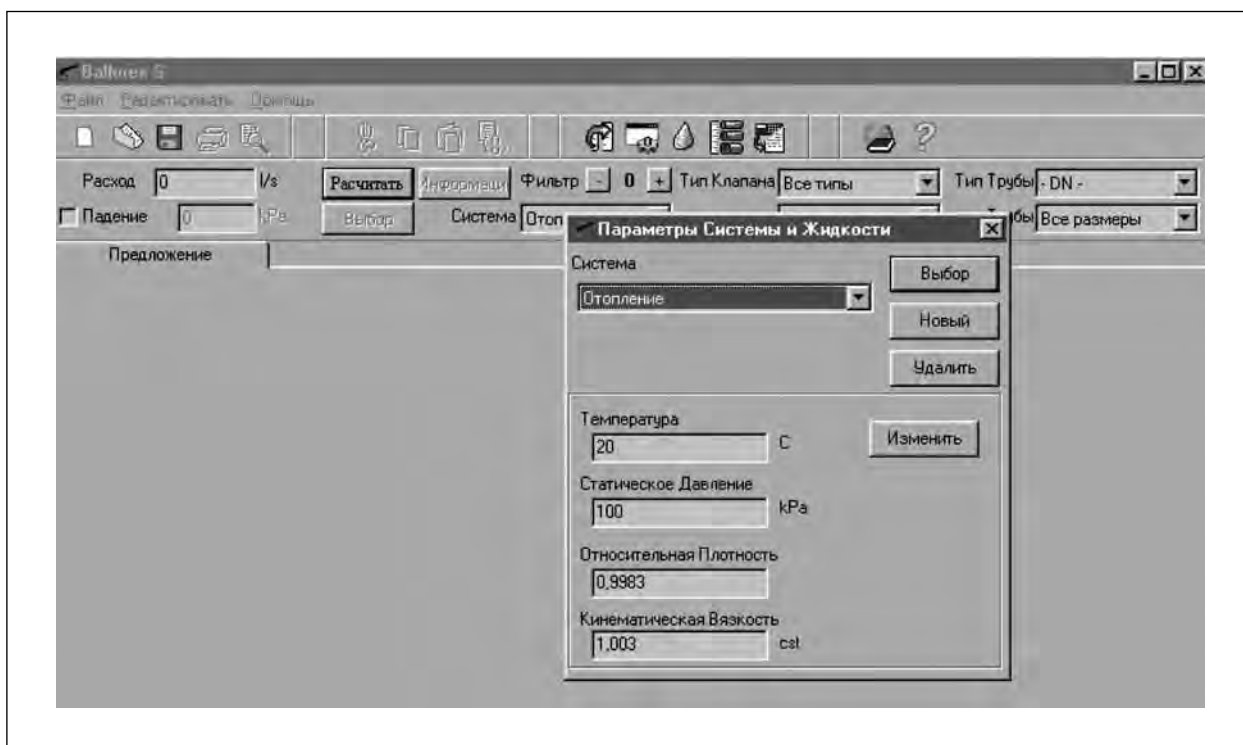 Ballorex S
Файл Редактировать Помощь
Расход 0 l/s Расчитать Информаци Фильтр - 0 + Тип Клапана Все типы Тип Трубы - DN -
Падение 0 kPa Выбор Система Отоп бы Все размеры
Предложение
Параметры Системы и Жидкости
Система
Отопление
Выбор
Новый
Удалить
Температура
20 C
Изменить
Статическое Давление
100 kPa
Относительная Плотность
0,9983
Кинематическая Вязкость
1,003 cst